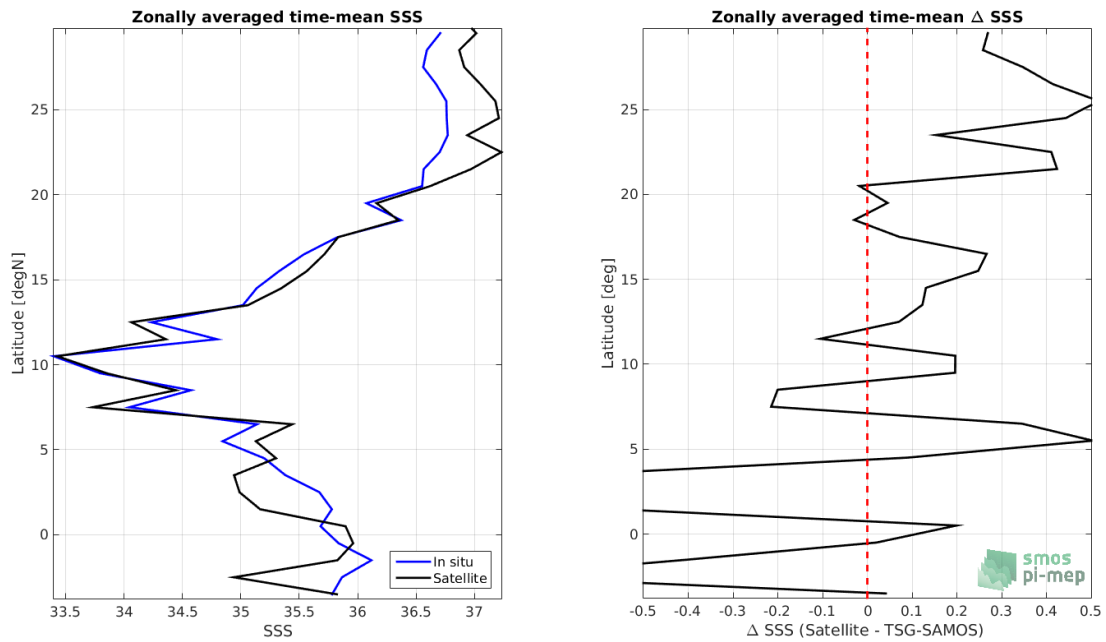 Zonally averaged time-mean SSS
Latitude [degN]
25
20
15
10
5
0
33.5 34 34.5 35 35.5 36 36.5 37
SSS
In situ
Satellite
Zonally averaged time-mean Δ SSS
Latitude [deg]
25
20
15
10
5
0
-0.5 -0.4 -0.3 -0.2 -0.1 0 0.1 0.2 0.3 0.4 0.5
Δ SSS (Satellite - TSG-SAMOS)
smos
pi-mep